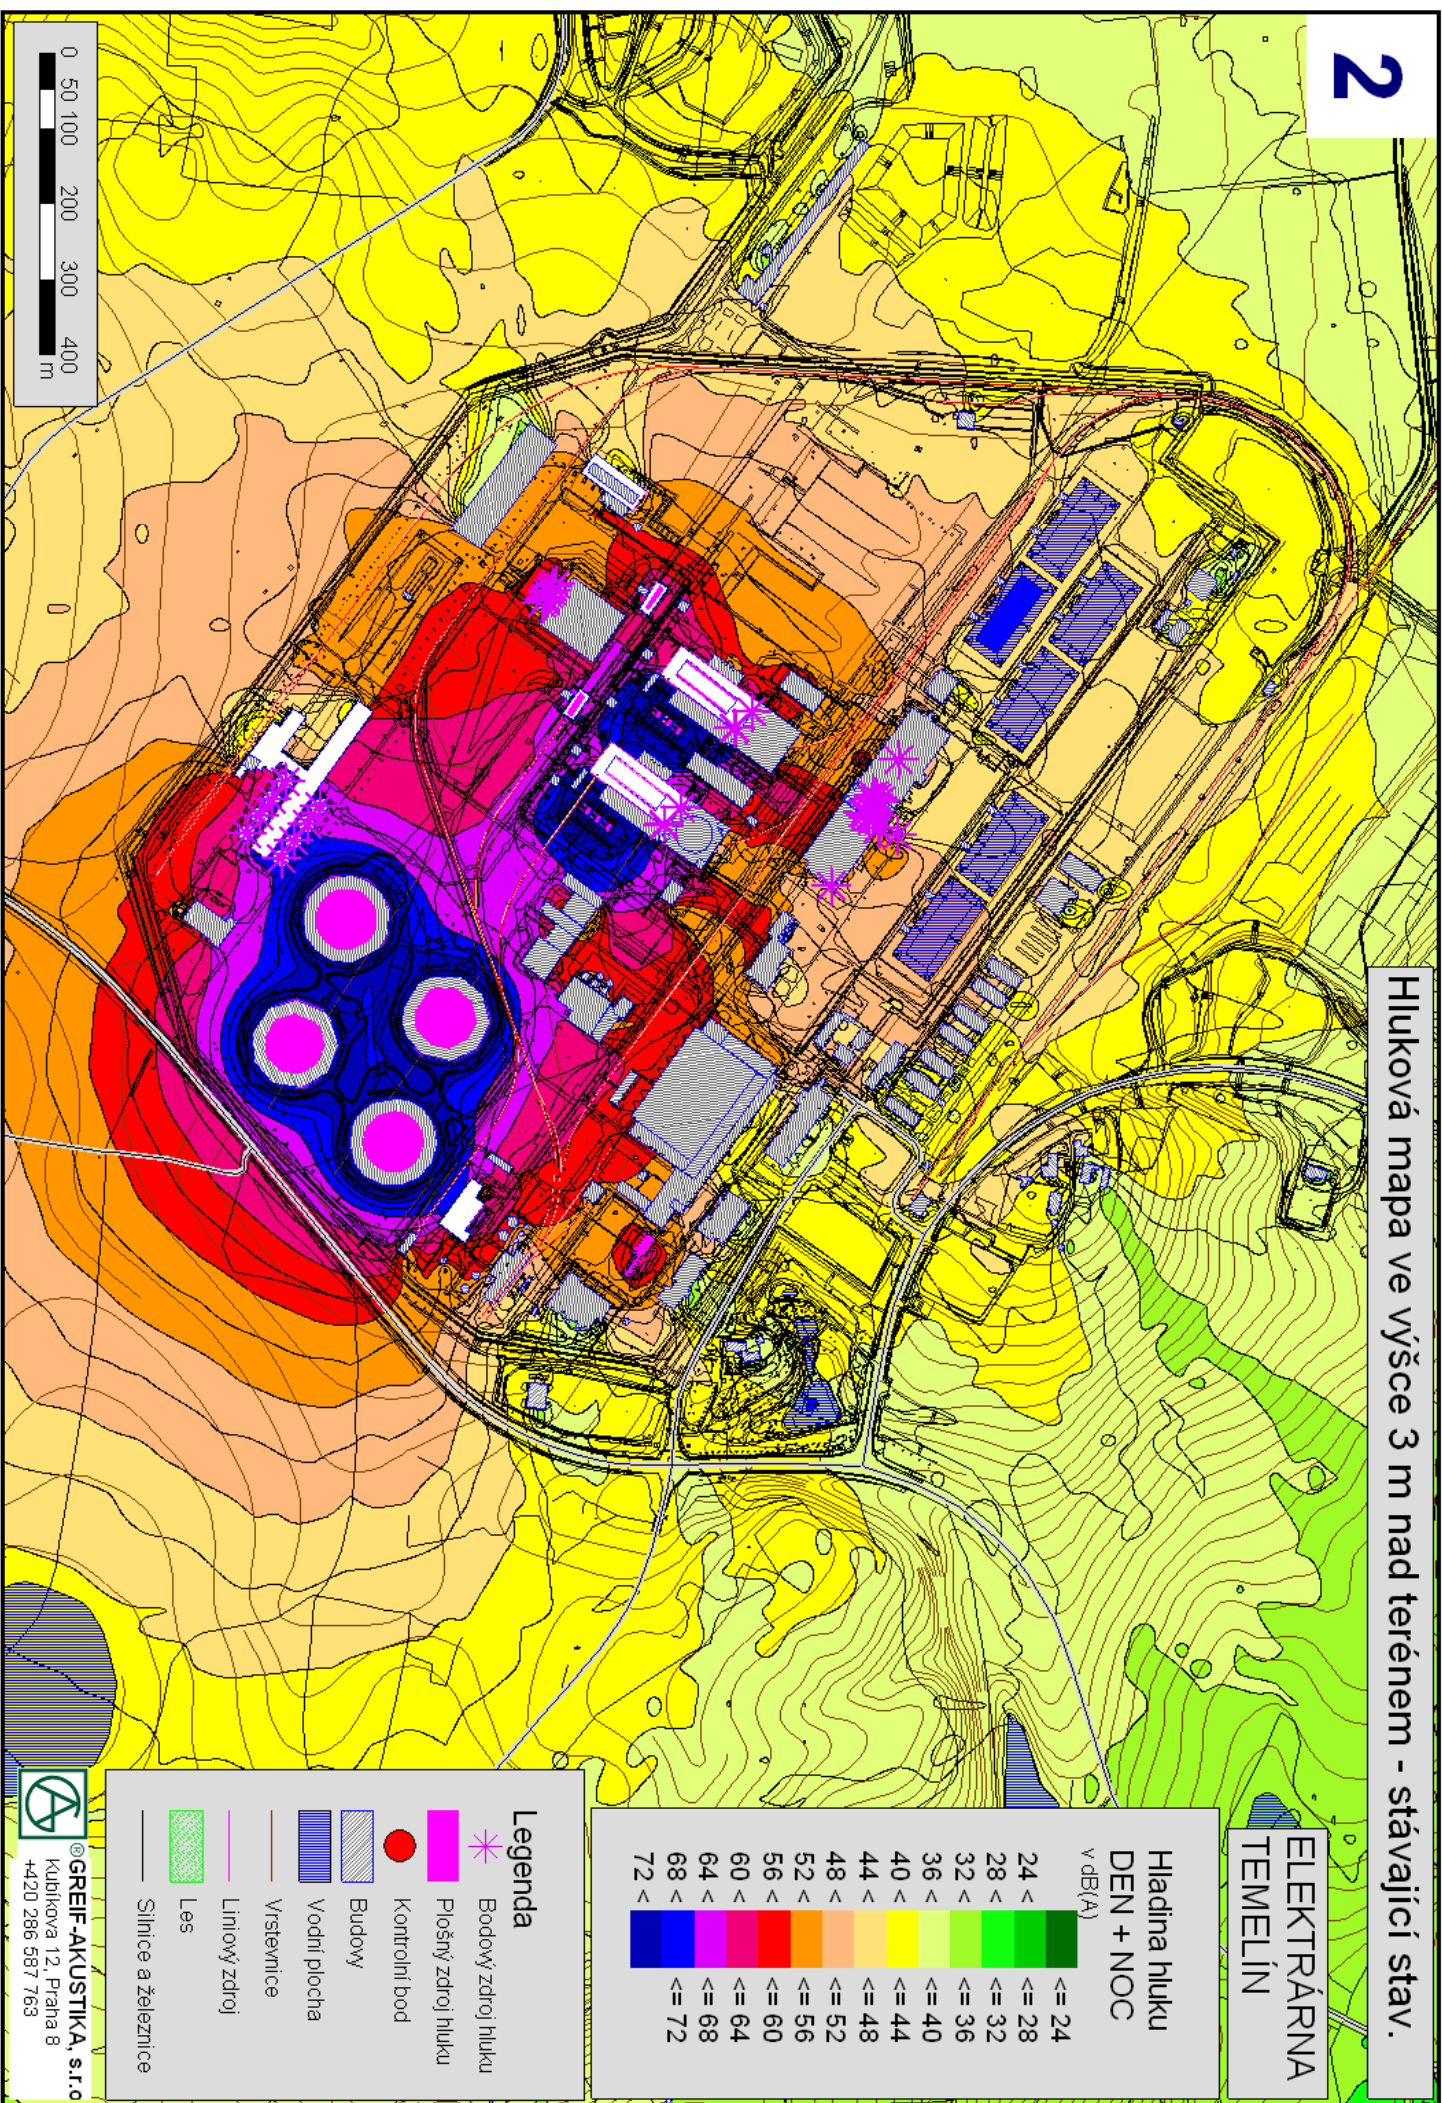 2
Hluková mapa ve výšce 3 m nad terénem - stávající stav.
ELEKTRÁRNA
TEMELÍN
Hladina hluku
DEN + NOC
v dB(A)
<= 24
24 < <= 28
28 < <= 32
32 < <= 36
36 < <= 40
40 < <= 44
44 < <= 48
48 < <= 52
52 < <= 56
56 < <= 60
60 < <= 64
64 < <= 68
68 < <= 72
72 <
Legenda
Bodový zdroj hluku
Plošný zdroj hluku
Kontrolní bod
Budovy
Vodní plocha
Vrstevnice
Liniový zdroj
Les
Silnice a železnice
®GREIF-AKUSTIKA, s.r.o
Kubíkova 12, Praha 8
+420 286 587 763
0 50 100 200 300 400
m